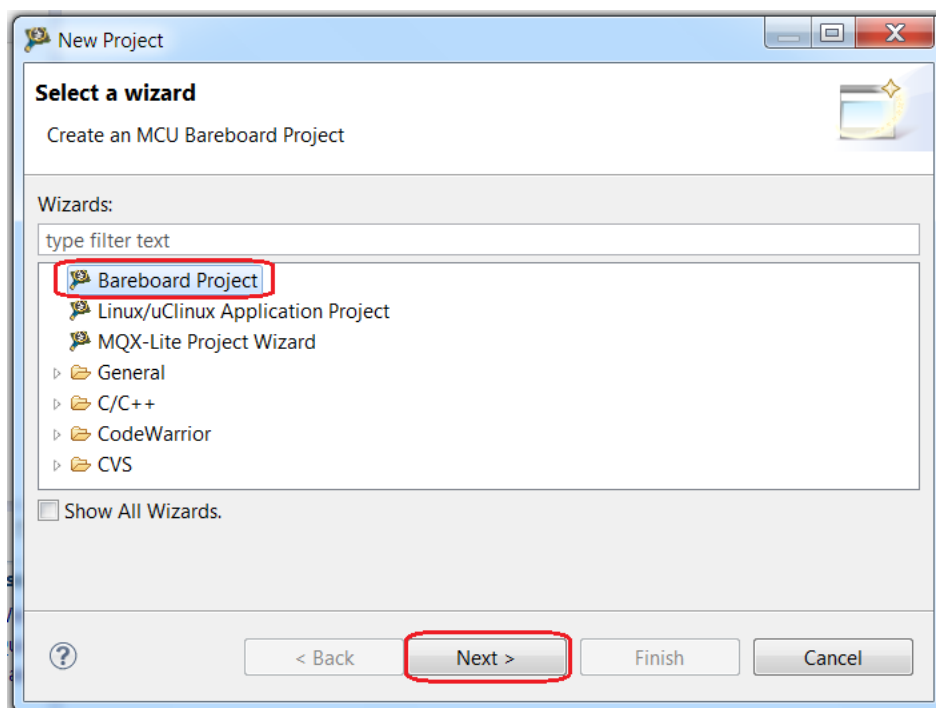 New Project
Select a wizard
Create an MCU Bareboard Project
Wizards:
type filter text
Bareboard Project
Linux/uClinux Application Project
MQX-Lite Project Wizard
General
C/C++
CodeWarrior
CVS
Show All Wizards.
< Back Next > Finish Cancel